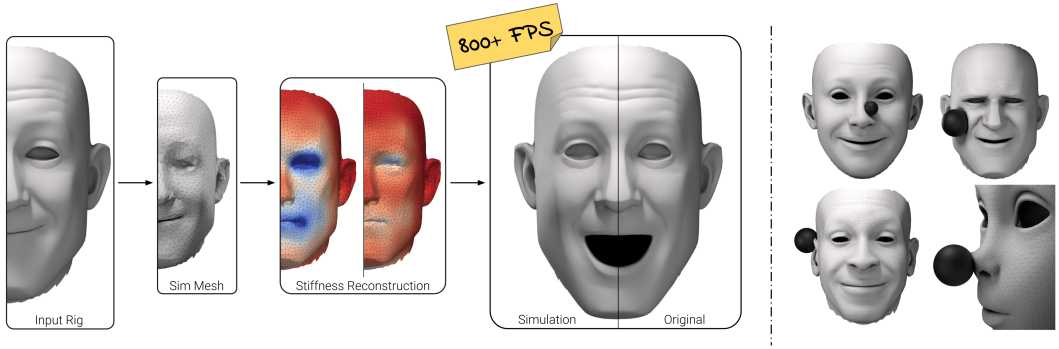 800+ FPS
Input Rig
Sim Mesh
Stiffness Reconstruction
Simulation
Original